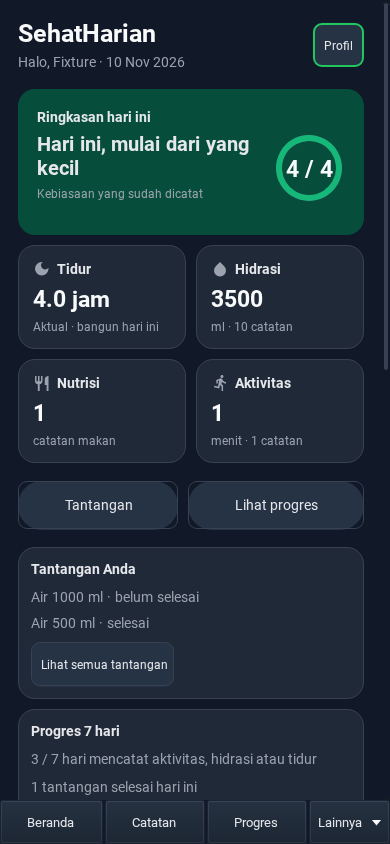 SehatHarian
Halo, Fixture · 10 Nov 2026
Profil
Ringkasan hari ini
Hari ini, mulai dari yang
kecil
Kebiasaan yang sudah dicatat
4 / 4
Tidur
4.0 jam
Aktual · bangun hari ini
Hidrasi
3500
ml · 10 catatan
Nutrisi
1
catatan makan
Aktivitas
1
menit · 1 catatan
Tantangan
Lihat progres
Tantangan Anda
Air 1000 ml · belum selesai
Air 500 ml · selesai
Lihat semua tantangan
Progres 7 hari
3 / 7 hari mencatat aktivitas, hidrasi atau tidur
1 tantangan selesai hari ini
Beranda
Catatan
Progres
Lainnya